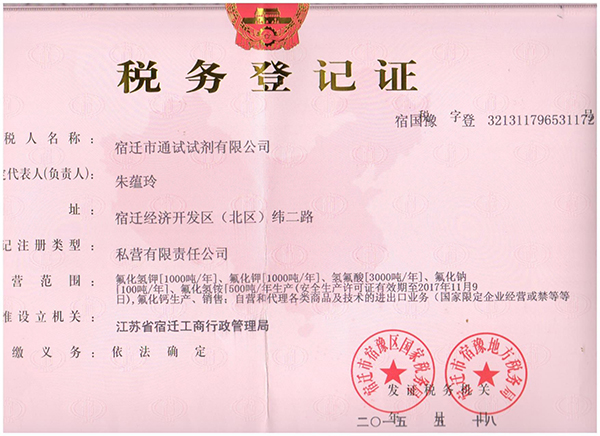 税务登记证
宿国豫 税 字 登 321311796531172 号
税人名称： 宿迁市通试试剂有限公司
代表人(负责人)： 朱蕴玲
址： 宿迁经济开发区（北区）纬二路
记注册类型： 私营有限责任公司
营范围： 氟化氢钾[1000吨/年]、氟化钾[1000吨/年]、氢氟酸[3000吨/年]、氟化钠
[100吨/年]、氟化氢铵[500吨/年生产(安全生产许可证有效期至2017年11月9
日),氟化钙生产、销售；自营和代理各类商品及技术的进出口业务（国家限定企业经营或禁等等
准设立机关： 江苏省宿迁工商行政管理局
缴义务： 依法确定
宿迁市宿豫区国家税务局
宿迁市宿豫地方税务局
发证税务机关
二〇一五 年 五 月 十八 日